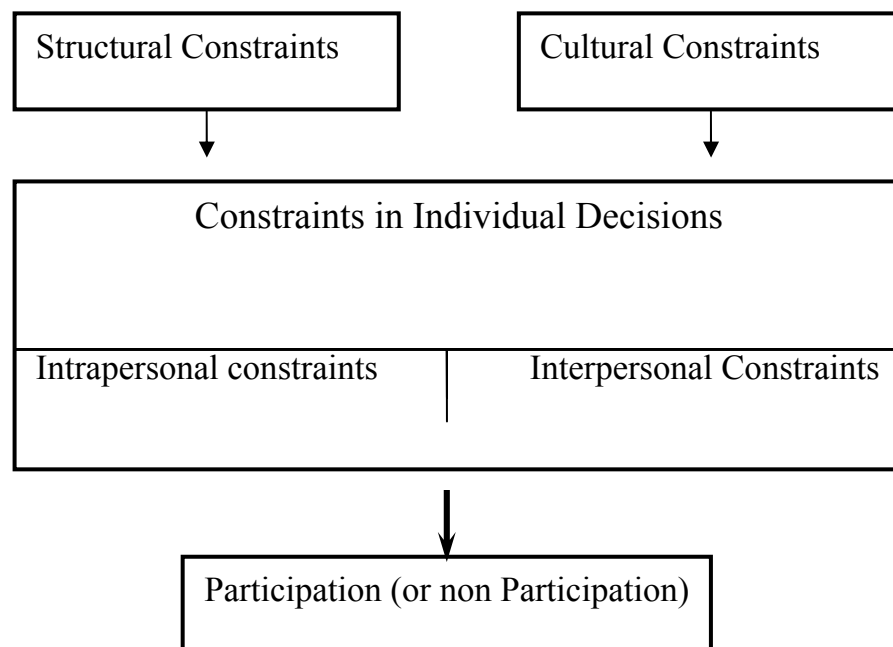 Structural Constraints
Cultural Constraints
Constraints in Individual Decisions
Intrapersonal constraints
Interpersonal Constraints
Participation (or non Participation)